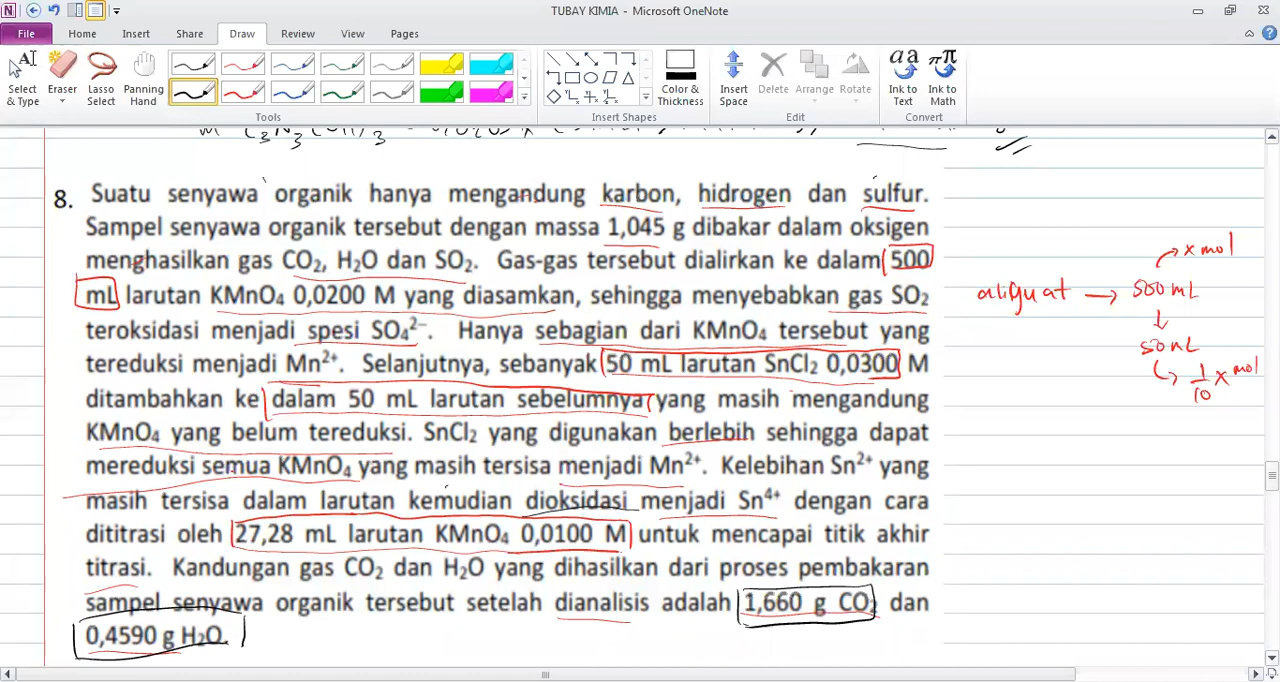 TUBAY KIMIA - Microsoft OneNote
File Home Insert Share Draw Review View Pages
Select & Type
Eraser
Lasso Select
Panning Hand
Color & Thickness
Insert Space
Delete
Arrange
Rotate
Ink to Text
Ink to Math
Tools
Insert Shapes
Edit
Convert
8. Suatu senyawa organik hanya mengandung karbon, hidrogen dan sulfur.
Sampel senyawa organik tersebut dengan massa 1,045 g dibakar dalam oksigen
menghasilkan gas CO₂, H₂O dan SO₂. Gas-gas tersebut dialirkan ke dalam 500
mL larutan KMnO₄ 0,0200 M yang diasamkan, sehingga menyebabkan gas SO₂
teroksidasi menjadi spesi SO₄²⁻. Hanya sebagian dari KMnO₄ tersebut yang
tereduksi menjadi Mn²⁺. Selanjutnya, sebanyak 50 mL larutan SnCl₂ 0,0300 M
ditambahkan ke dalam 50 mL larutan sebelumnya yang masih mengandung
KMnO₄ yang belum tereduksi. SnCl₂ yang digunakan berlebih sehingga dapat
mereduksi semua KMnO₄ yang masih tersisa menjadi Mn²⁺. Kelebihan Sn²⁺ yang
masih tersisa dalam larutan kemudian dioksidasi menjadi Sn⁴⁺ dengan cara
dititrasi oleh 27,28 mL larutan KMnO₄ 0,0100 M untuk mencapai titik akhir
titrasi. Kandungan gas CO₂ dan H₂O yang dihasilkan dari proses pembakaran
sampel senyawa organik tersebut setelah dianalisis adalah 1,660 g CO₂ dan
0,4590 g H₂O.
x mol
aliquat → 500 mL
↓
50 mL
1/10 x mol